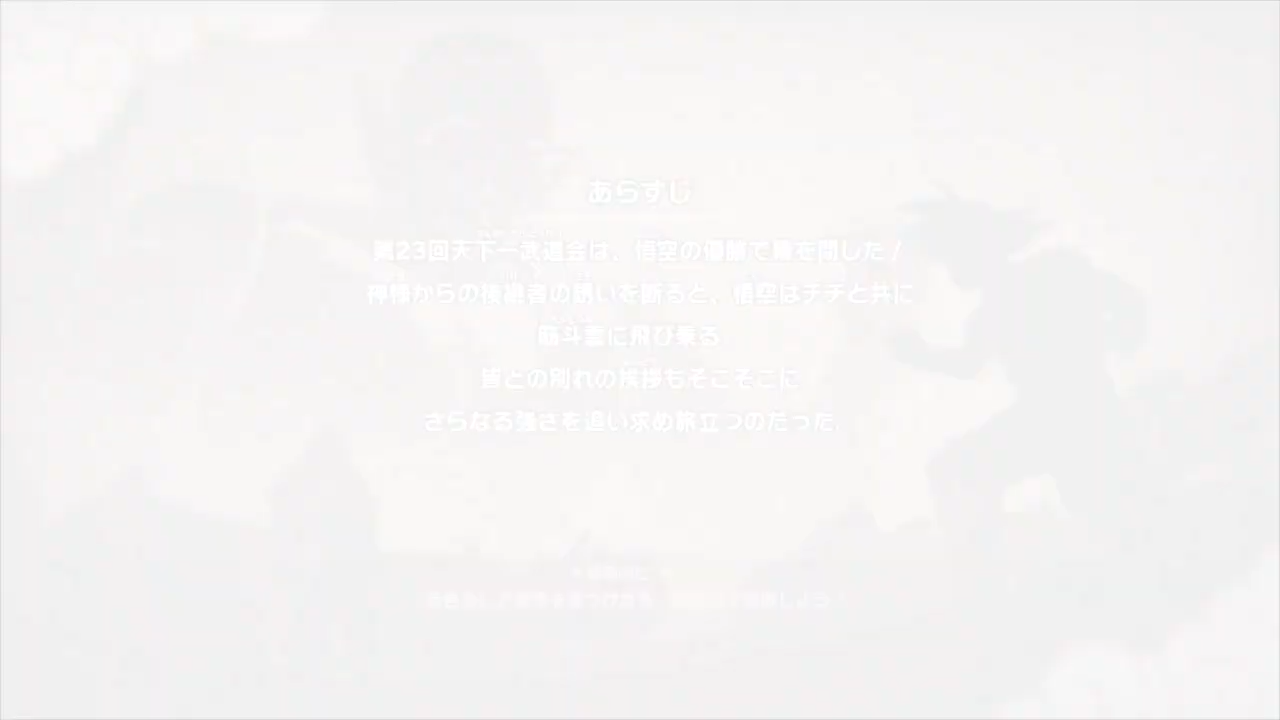 あらすじ
第23回天下一武道会は、悟空の優勝で幕を閉じた！
神様からの後継者の誘いを断ると、悟空はチチと共に
筋斗雲に飛び乗る。
皆との別れの挨拶もそこそこに
さらなる強さを追い求め旅立つのだった。